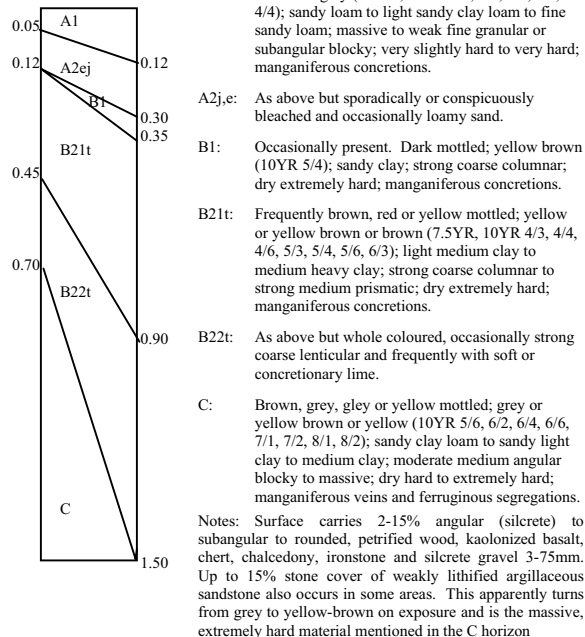 4/4); sandy loam to light sandy clay loam to fine
sandy loam; massive to weak fine granular or
subangular blocky; very slightly hard to very hard;
manganiferous concretions.
A2j,e: As above but sporadically or conspicuously
bleached and occasionally loamy sand.
B1: Occasionally present. Dark mottled; yellow brown
(10YR 5/4); sandy clay; strong coarse columnar;
dry extremely hard; manganiferous concretions.
B21t: Frequently brown, red or yellow mottled; yellow
or yellow brown or brown (7.5YR, 10YR 4/3, 4/4,
4/6, 5/3, 5/4, 5/6, 6/3); light medium clay to
medium heavy clay; strong coarse columnar to
strong medium prismatic; dry extremely hard;
manganiferous concretions.
B22t: As above but whole coloured, occasionally strong
coarse lenticular and frequently with soft or
concretionary lime.
C: Brown, grey, gley or yellow mottled; grey or
yellow brown or yellow (10YR 5/6, 6/2, 6/4, 6/6,
7/1, 7/2, 8/1, 8/2); sandy clay loam to sandy light
clay to medium clay; moderate medium angular
blocky to massive; dry hard to extremely hard;
manganiferous veins and ferruginous segregations.
Notes: Surface carries 2-15% angular (silcrete) to
subangular to rounded, petrified wood, kaolonized basalt,
chert, chalcedony, ironstone and silcrete gravel 3-75mm.
Up to 15% stone cover of weakly lithified argillaceous
sandstone also occurs in some areas. This apparently turns
from grey to yellow-brown on exposure and is the massive,
extremely hard material mentioned in the C horizon
0.05
A1
0.12
A2ej
0.12
B1
0.30
0.35
B21t
0.45
0.70
B22t
0.90
C
1.50